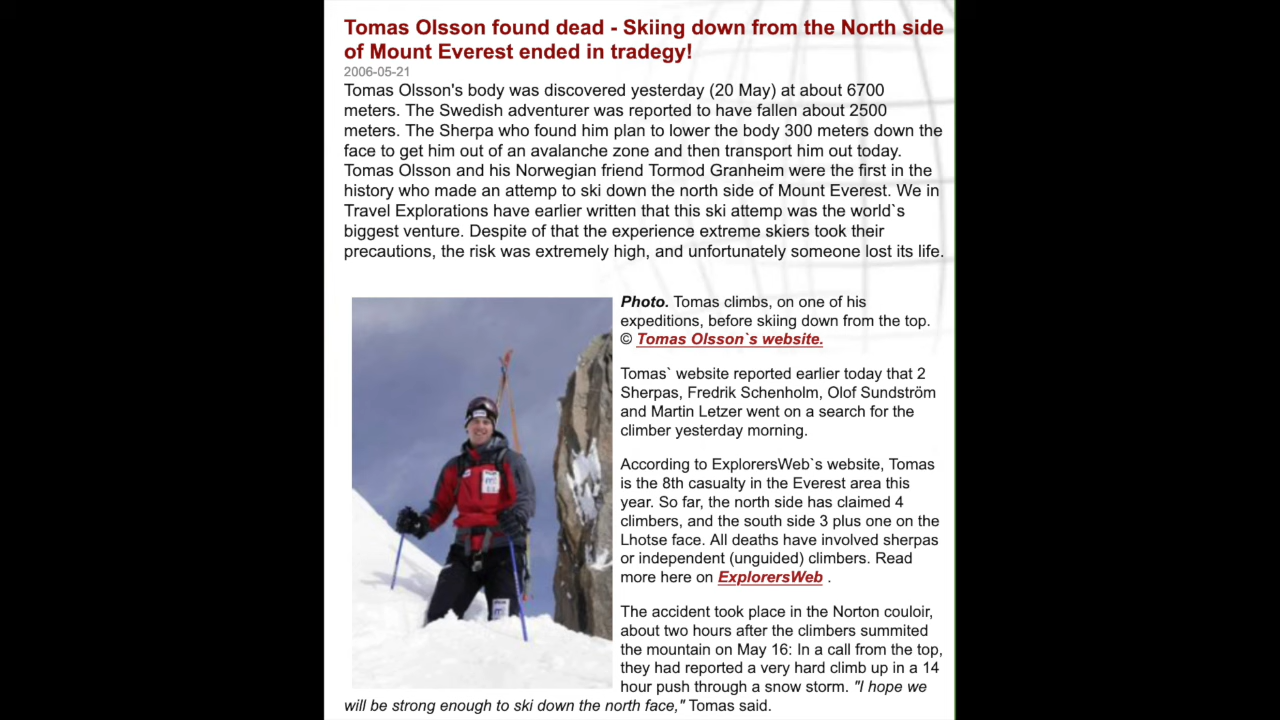 Tomas Olsson found dead - Skiing down from the North side
of Mount Everest ended in tradegy!
2006-05-21
Tomas Olsson's body was discovered yesterday (20 May) at about 6700
meters. The Swedish adventurer was reported to have fallen about 2500
meters. The Sherpa who found him plan to lower the body 300 meters down the
face to get him out of an avalanche zone and then transport him out today.
Tomas Olsson and his Norwegian friend Tormod Granheim were the first in the
history who made an attemp to ski down the north side of Mount Everest. We in
Travel Explorations have earlier written that this ski attemp was the world`s
biggest venture. Despite of that the experience extreme skiers took their
precautions, the risk was extremely high, and unfortunately someone lost its life.
Photo. Tomas climbs, on one of his
expeditions, before skiing down from the top.
© Tomas Olsson`s website.
Tomas` website reported earlier today that 2
Sherpas, Fredrik Schenholm, Olof Sundström
and Martin Letzer went on a search for the
climber yesterday morning.
According to ExplorersWeb`s website, Tomas
is the 8th casualty in the Everest area this
year. So far, the north side has claimed 4
climbers, and the south side 3 plus one on the
Lhotse face. All deaths have involved sherpas
or independent (unguided) climbers. Read
more here on ExplorersWeb .
The accident took place in the Norton couloir,
about two hours after the climbers summited
the mountain on May 16: In a call from the top,
they had reported a very hard climb up in a 14
hour push through a snow storm. "I hope we
will be strong enough to ski down the north face," Tomas said.